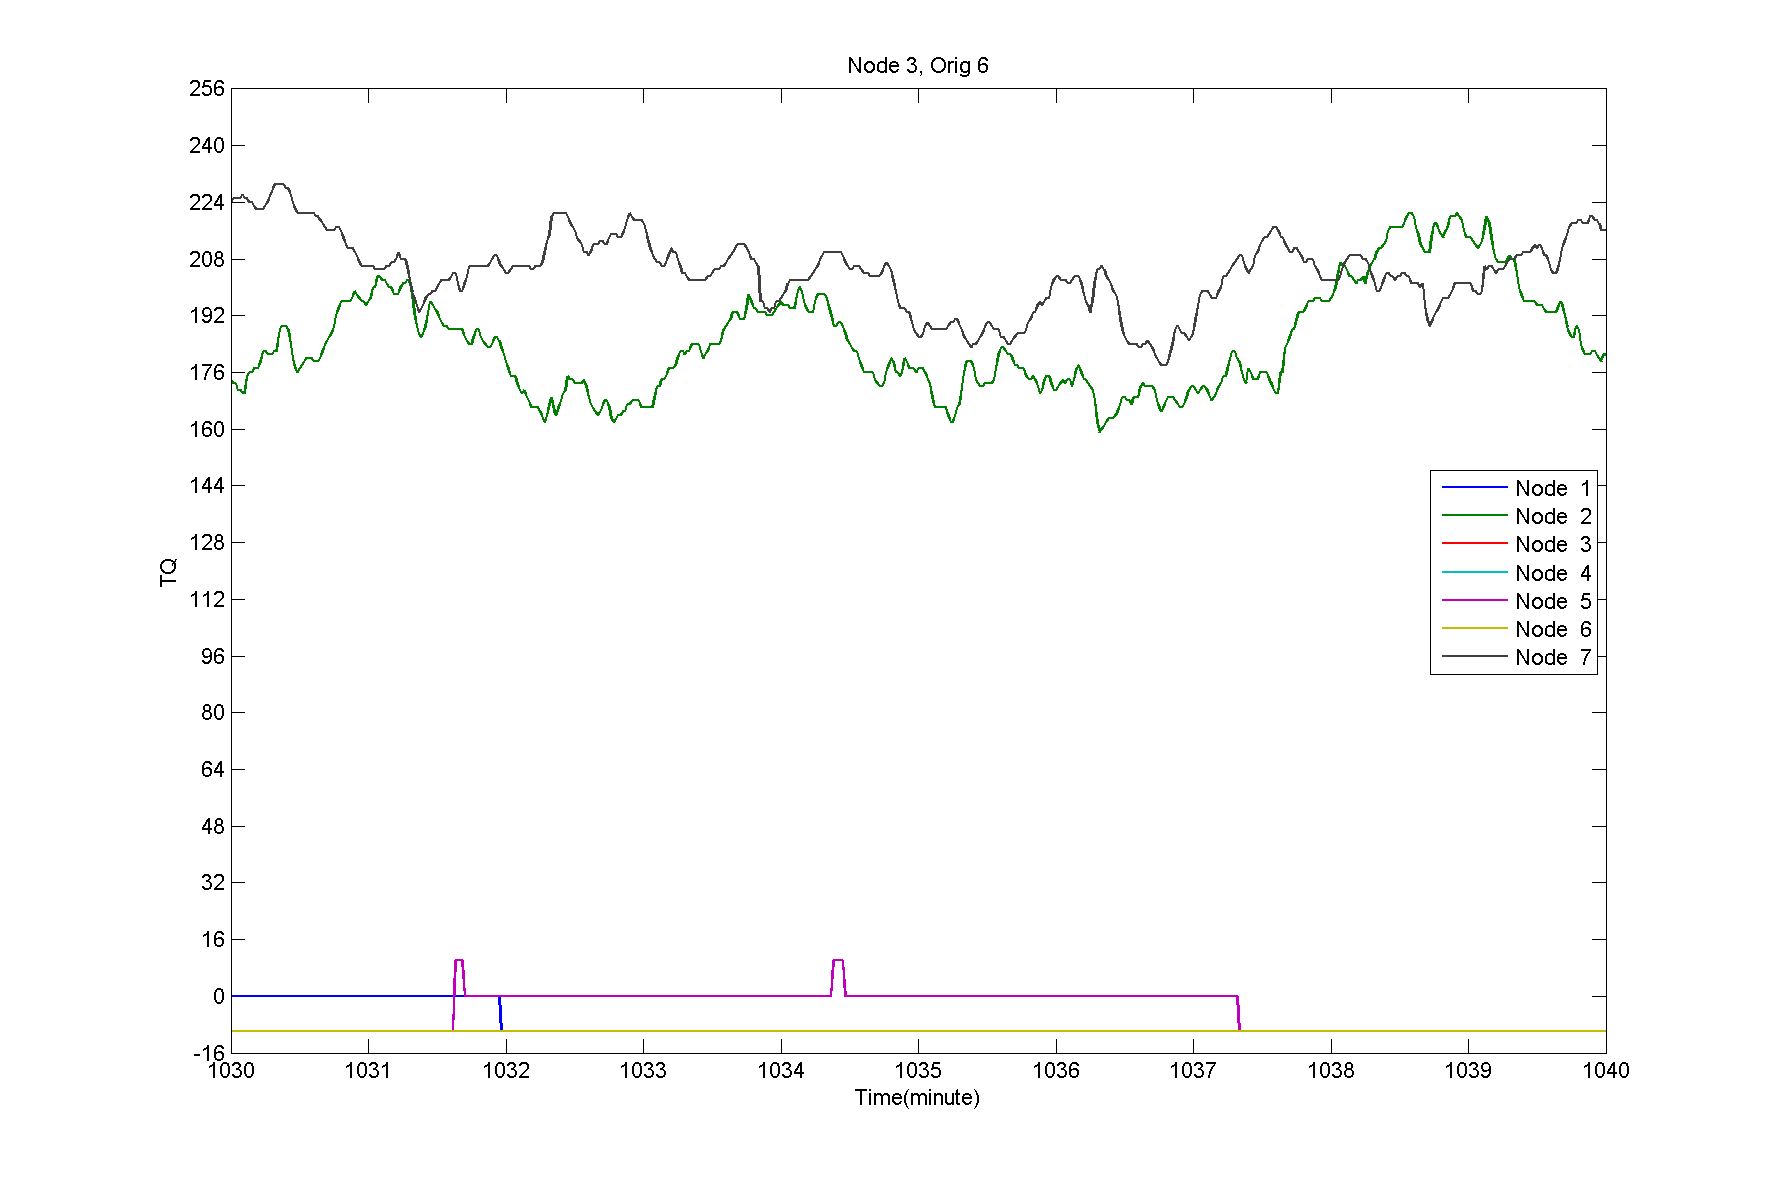 Node 3, Orig 6
256
240
224
208
192
176
160
144
128
112
96
80
64
48
32
16
0
-16
TQ
Node 1
Node 2
Node 3
Node 4
Node 5
Node 6
Node 7
1030 1031 1032 1033 1034 1035 1036 1037 1038 1039 1040
Time(minute)